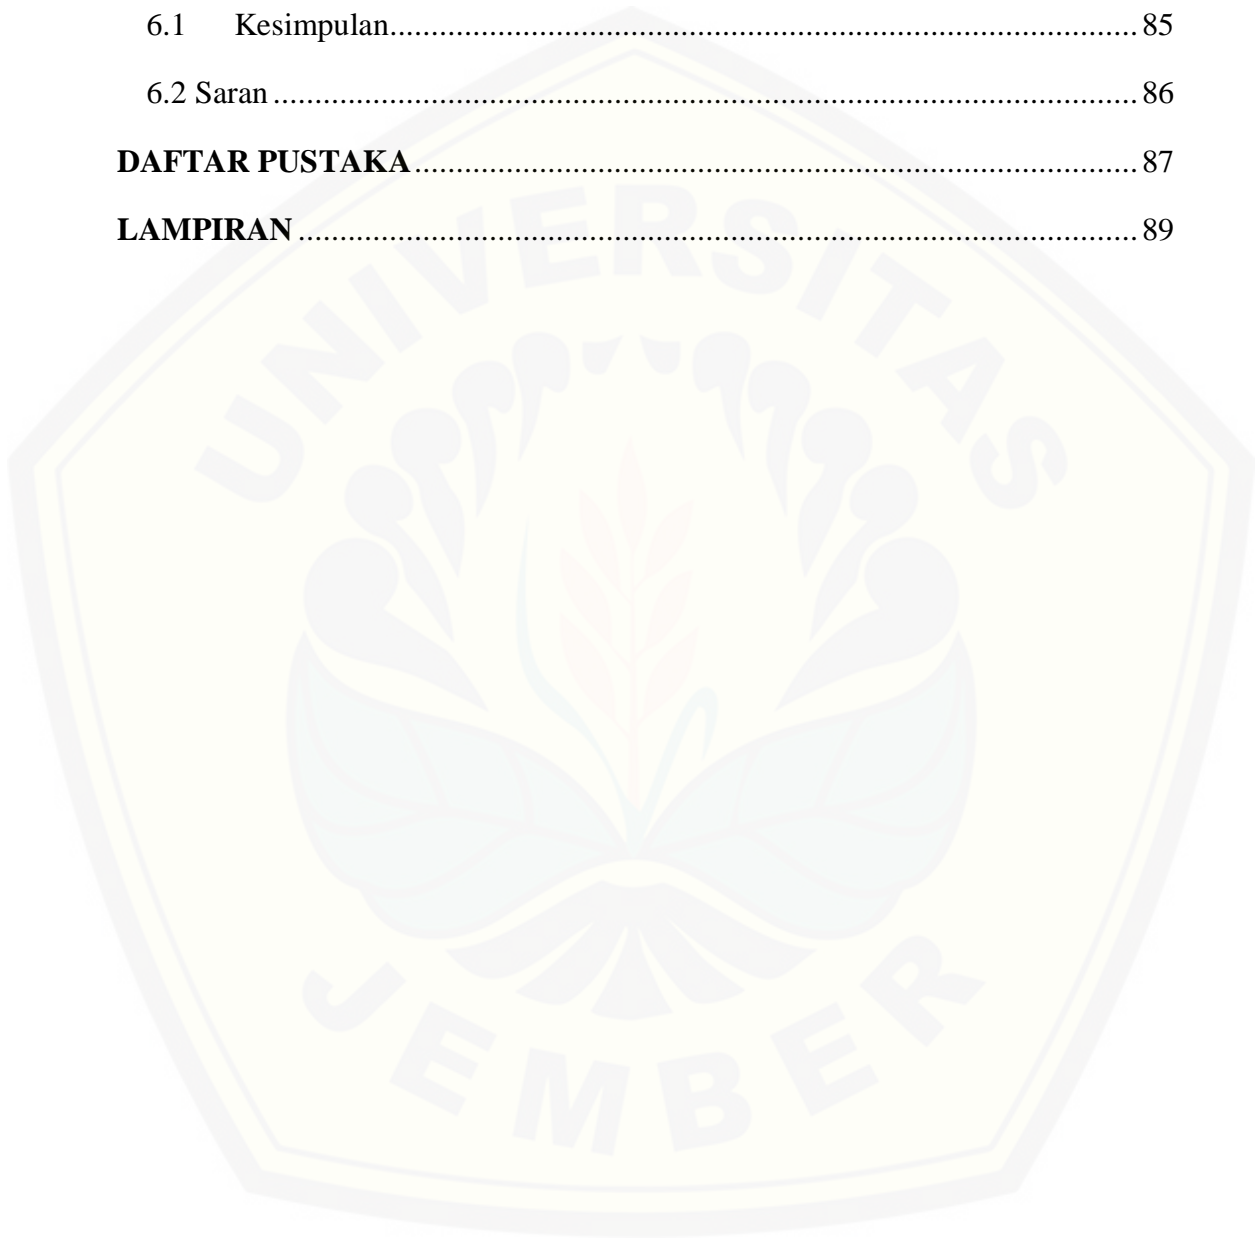 6.1 Kesimpulan........................................................................................... 85
6.2 Saran......................................................................................................... 86
DAFTAR PUSTAKA........................................................................................ 87
LAMPIRAN...................................................................................................... 89
UNIVERSITAS
JEMBER